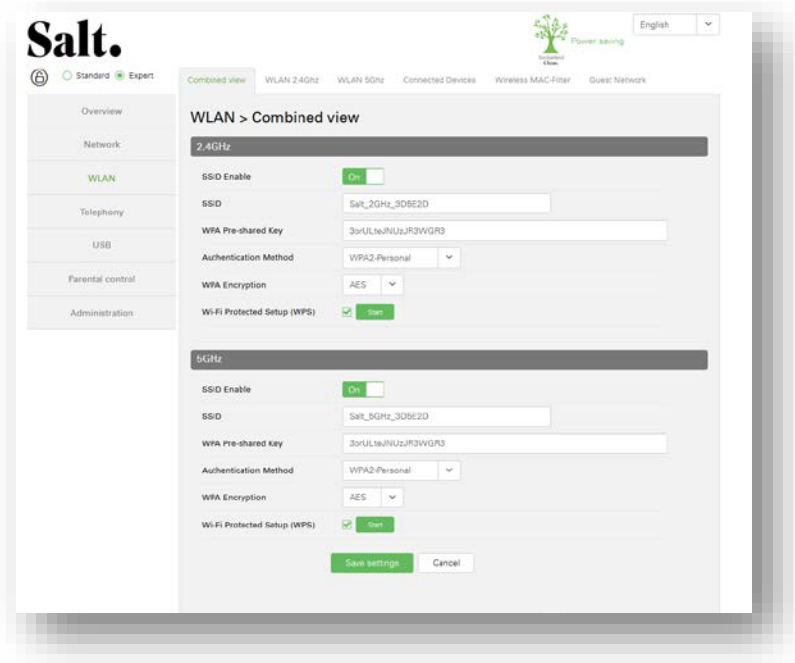 Salt.
Power saving
English
Switzerland
Clean.
Standard Expert
Combined view WLAN 2.4Ghz WLAN 5Ghz Connected Devices Wireless MAC-Filter Guest Network
Overview
Network
WLAN
Telephony
USB
Parental control
Administration
WLAN > Combined view
2,4GHz
SSID Enable On
SSID Salt_2GHz_3D5E2D
WPA Pre-shared Key 3orULteJNUzJR3WGR3
Authentication Method WPA2-Personal
WPA Encryption AES
Wi-Fi Protected Setup (WPS) Start
5GHz
SSID Enable On
SSID Salt_5GHz_3D5E2D
WPA Pre-shared Key 3orULteJNUzJR3WGR3
Authentication Method WPA2-Personal
WPA Encryption AES
Wi-Fi Protected Setup (WPS) Start
Save settings Cancel